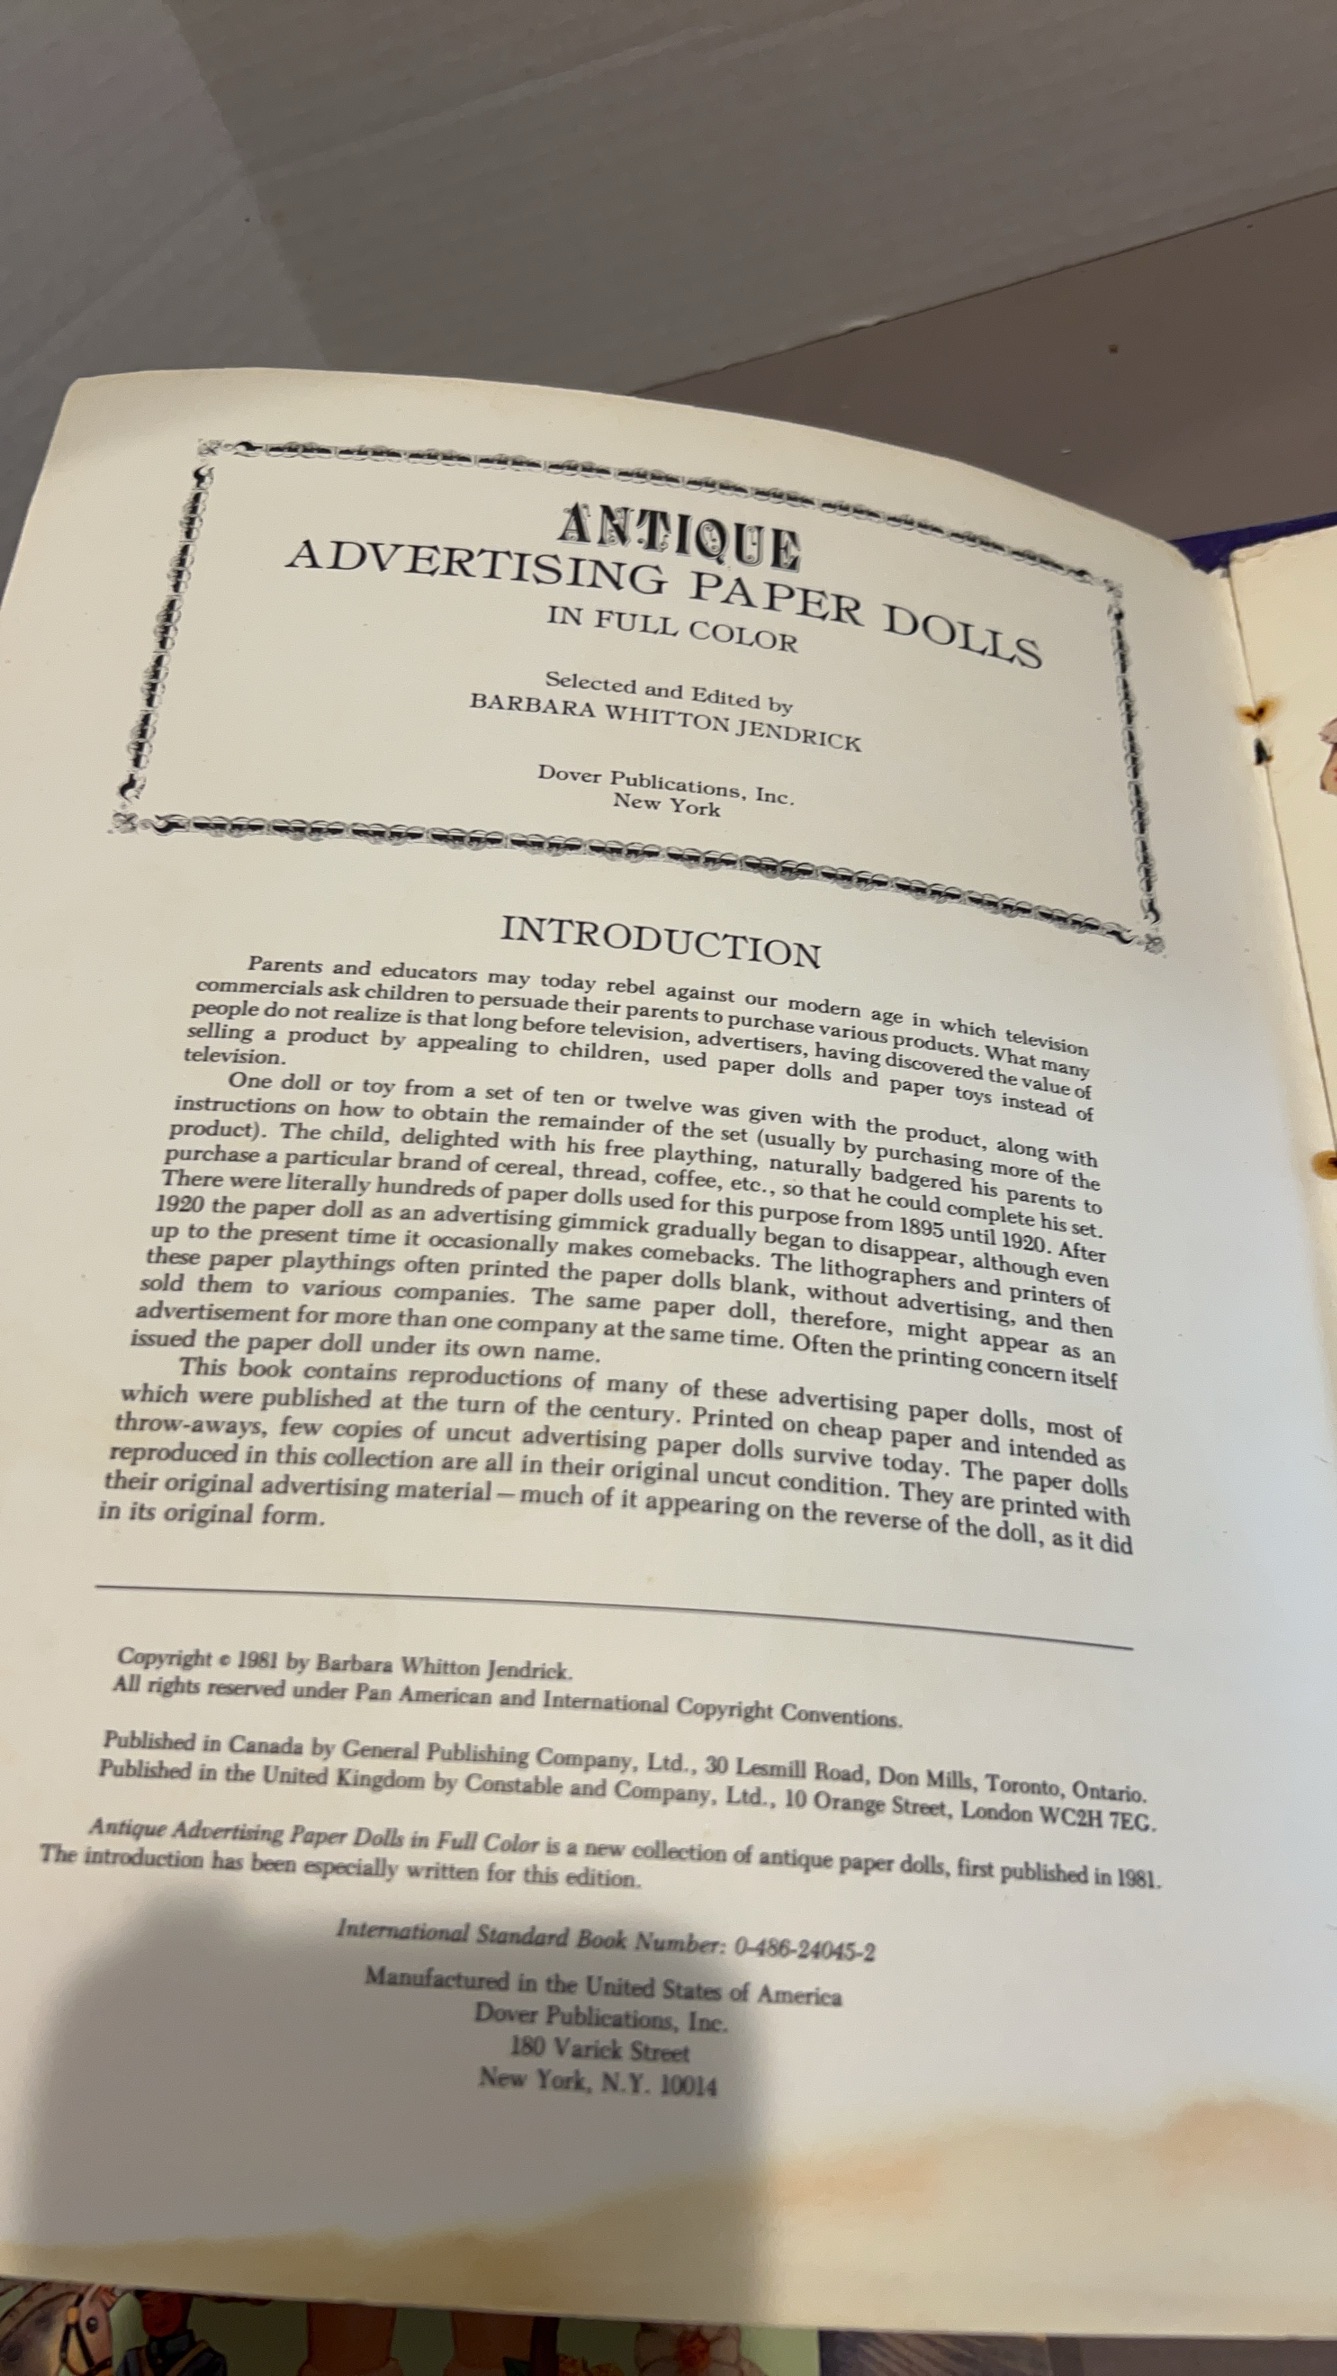 ANTIQUE
ADVERTISING PAPER DOLLS
IN FULL COLOR
Selected and Edited by
BARBARA WHITTON JENDRICK
Dover Publications, Inc.
New York
INTRODUCTION
Parents and educators may today rebel against our modern age in which television
commercials ask children to persuade their parents to purchase various products. What many
people do not realize is that long before television, advertisers, having discovered the value of
selling a product by appealing to children, used paper dolls and paper toys instead of
television.
One doll or toy from a set of ten or twelve was given with the product, along with
instructions on how to obtain the remainder of the set (usually by purchasing more of the
product). The child, delighted with his free plaything, naturally badgered his parents to
purchase a particular brand of cereal, thread, coffee, etc., so that he could complete his set.
There were literally hundreds of paper dolls used for this purpose from 1895 until 1920. After
1920 the paper doll as an advertising gimmick gradually began to disappear, although even
up to the present time it occasionally makes comebacks. The lithographers and printers of
these paper playthings often printed the paper dolls blank, without advertising, and then
sold them to various companies. The same paper doll, therefore, might appear as an
advertisement for more than one company at the same time. Often the printing concern itself
issued the paper doll under its own name.
This book contains reproductions of many of these advertising paper dolls, most of
which were published at the turn of the century. Printed on cheap paper and intended as
throw-aways, few copies of uncut advertising paper dolls survive today. The paper dolls
reproduced in this collection are all in their original uncut condition. They are printed with
their original advertising material—much of it appearing on the reverse of the doll, as it did
in its original form.
Copyright © 1981 by Barbara Whitton Jendrick.
All rights reserved under Pan American and International Copyright Conventions.
Published in Canada by General Publishing Company, Ltd., 30 Lesmill Road, Don Mills, Toronto, Ontario.
Published in the United Kingdom by Constable and Company, Ltd., 10 Orange Street, London WC2H 7EG.
Antique Advertising Paper Dolls in Full Color is a new collection of antique paper dolls, first published in 1981.
The introduction has been especially written for this edition.
International Standard Book Number: 0-486-24045-2
Manufactured in the United States of America
Dover Publications, Inc.
180 Varick Street
New York, N.Y. 10014